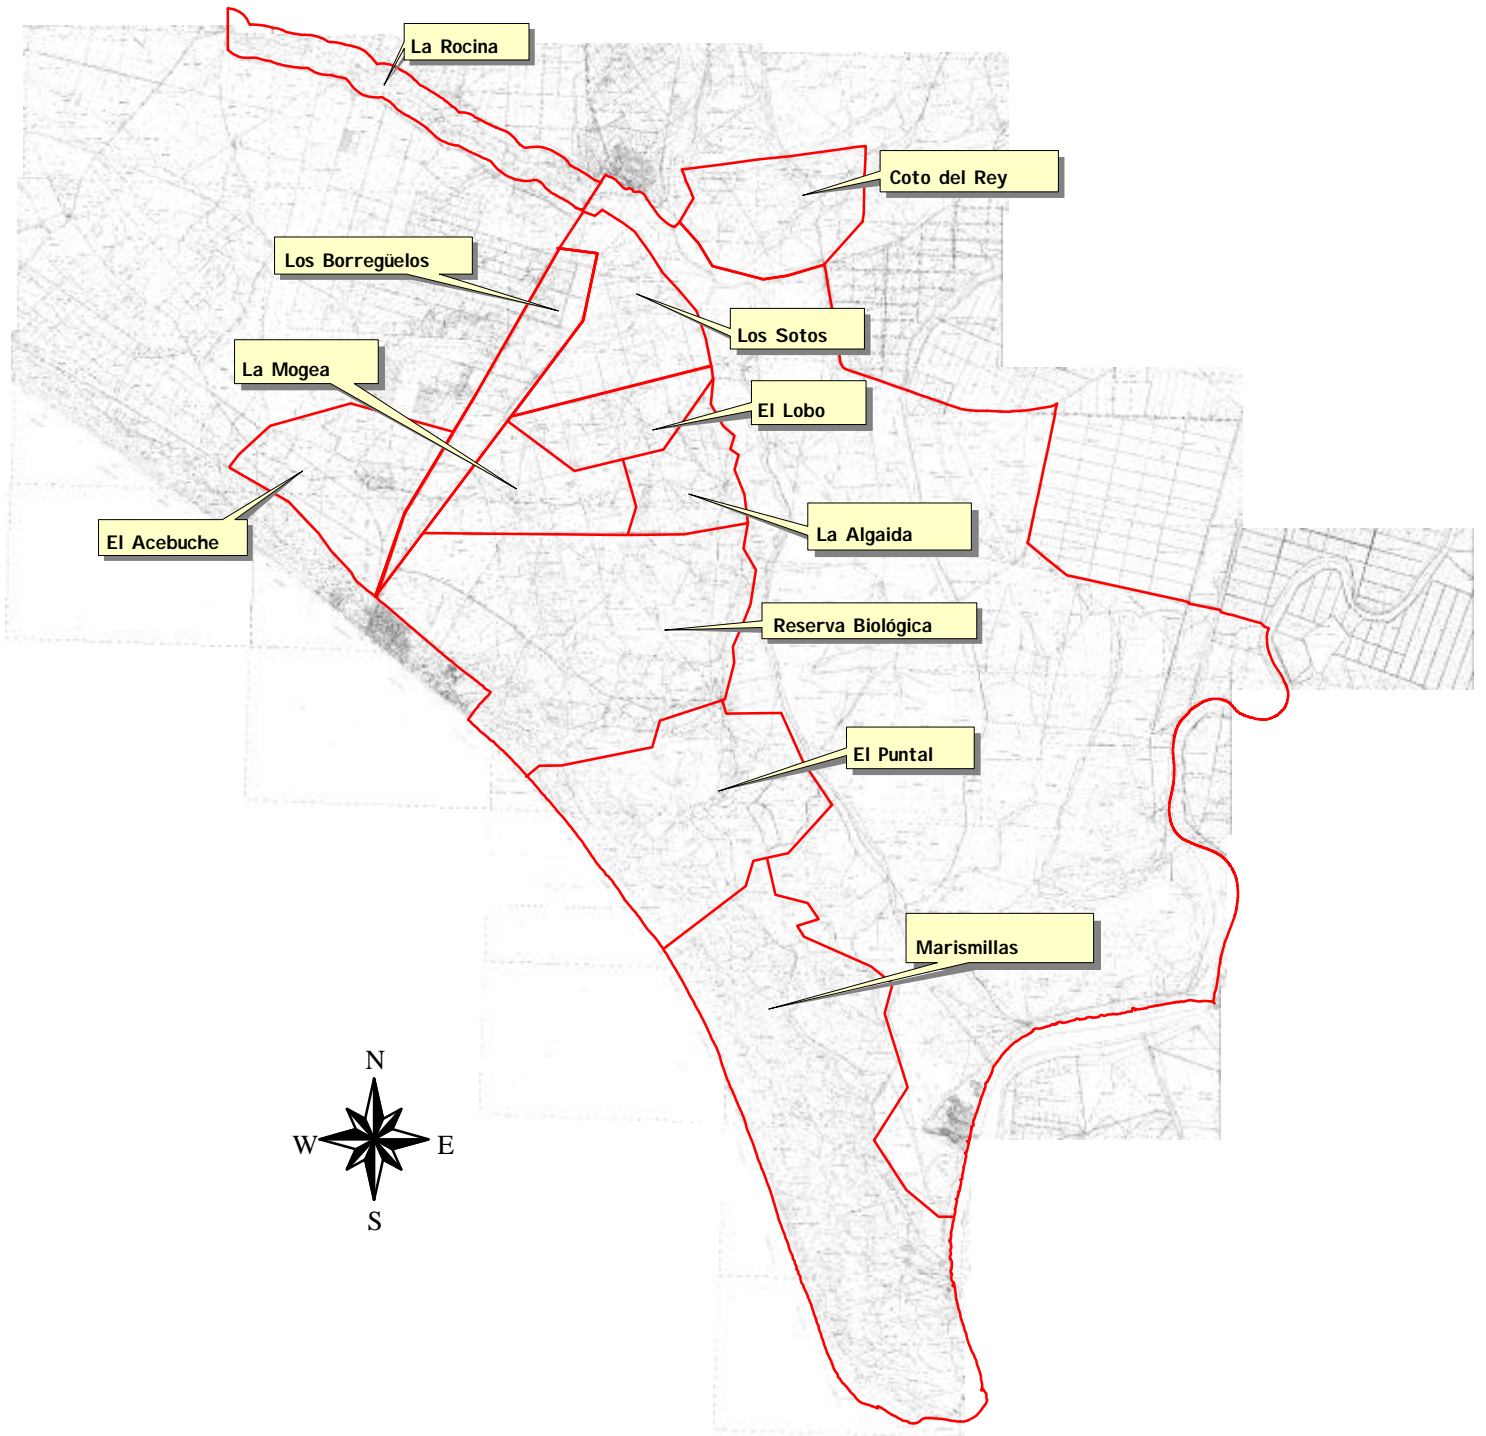 La Rocina
Coto del Rey
Los Borregüelos
Los Sotos
La Mogea
El Lobo
El Acebuche
La Algaida
Reserva Biológica
El Puntal
Marismillas
N
W
E
S